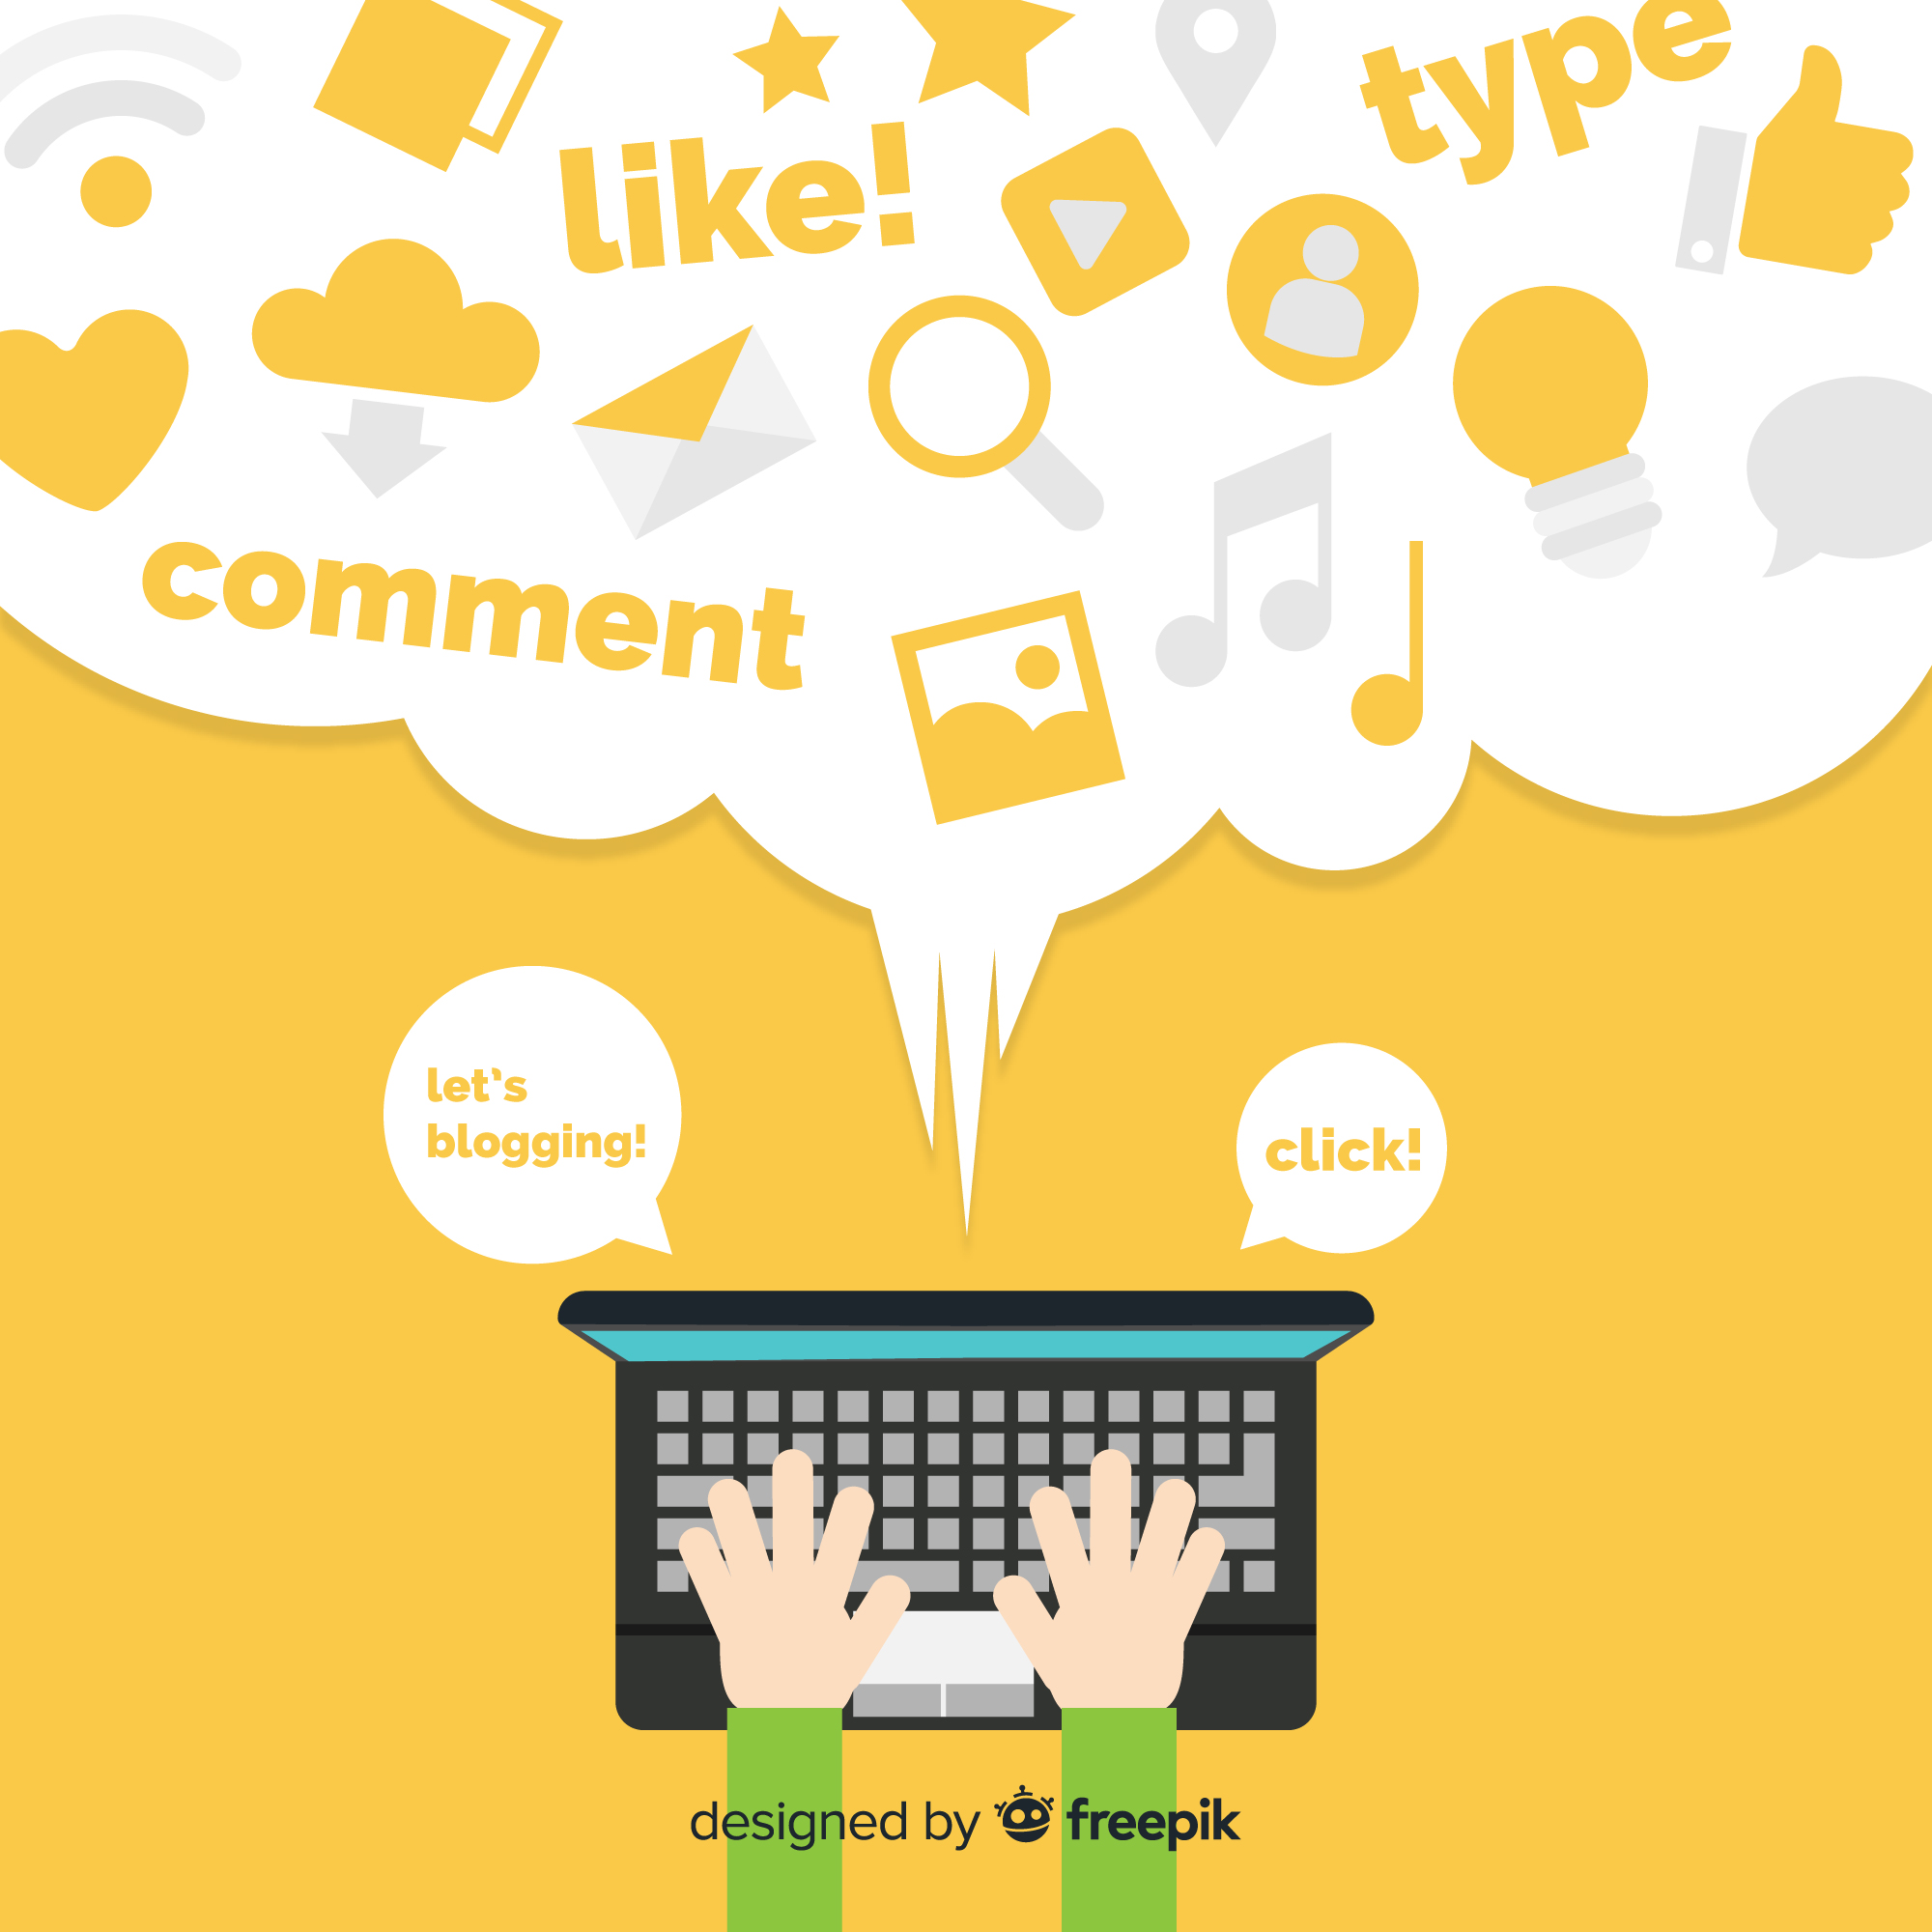 type
like!
comment
let's
blogging!
click!
designed by freepik